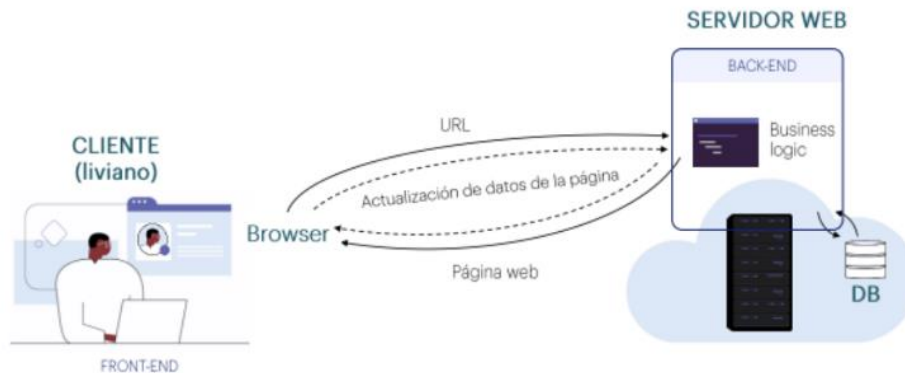 SERVIDOR WEB
BACK-END
Business
logic
URL
Actualización de datos de la página
CLIENTE
(liviano)
Browser
Página web
DB
FRONT-END